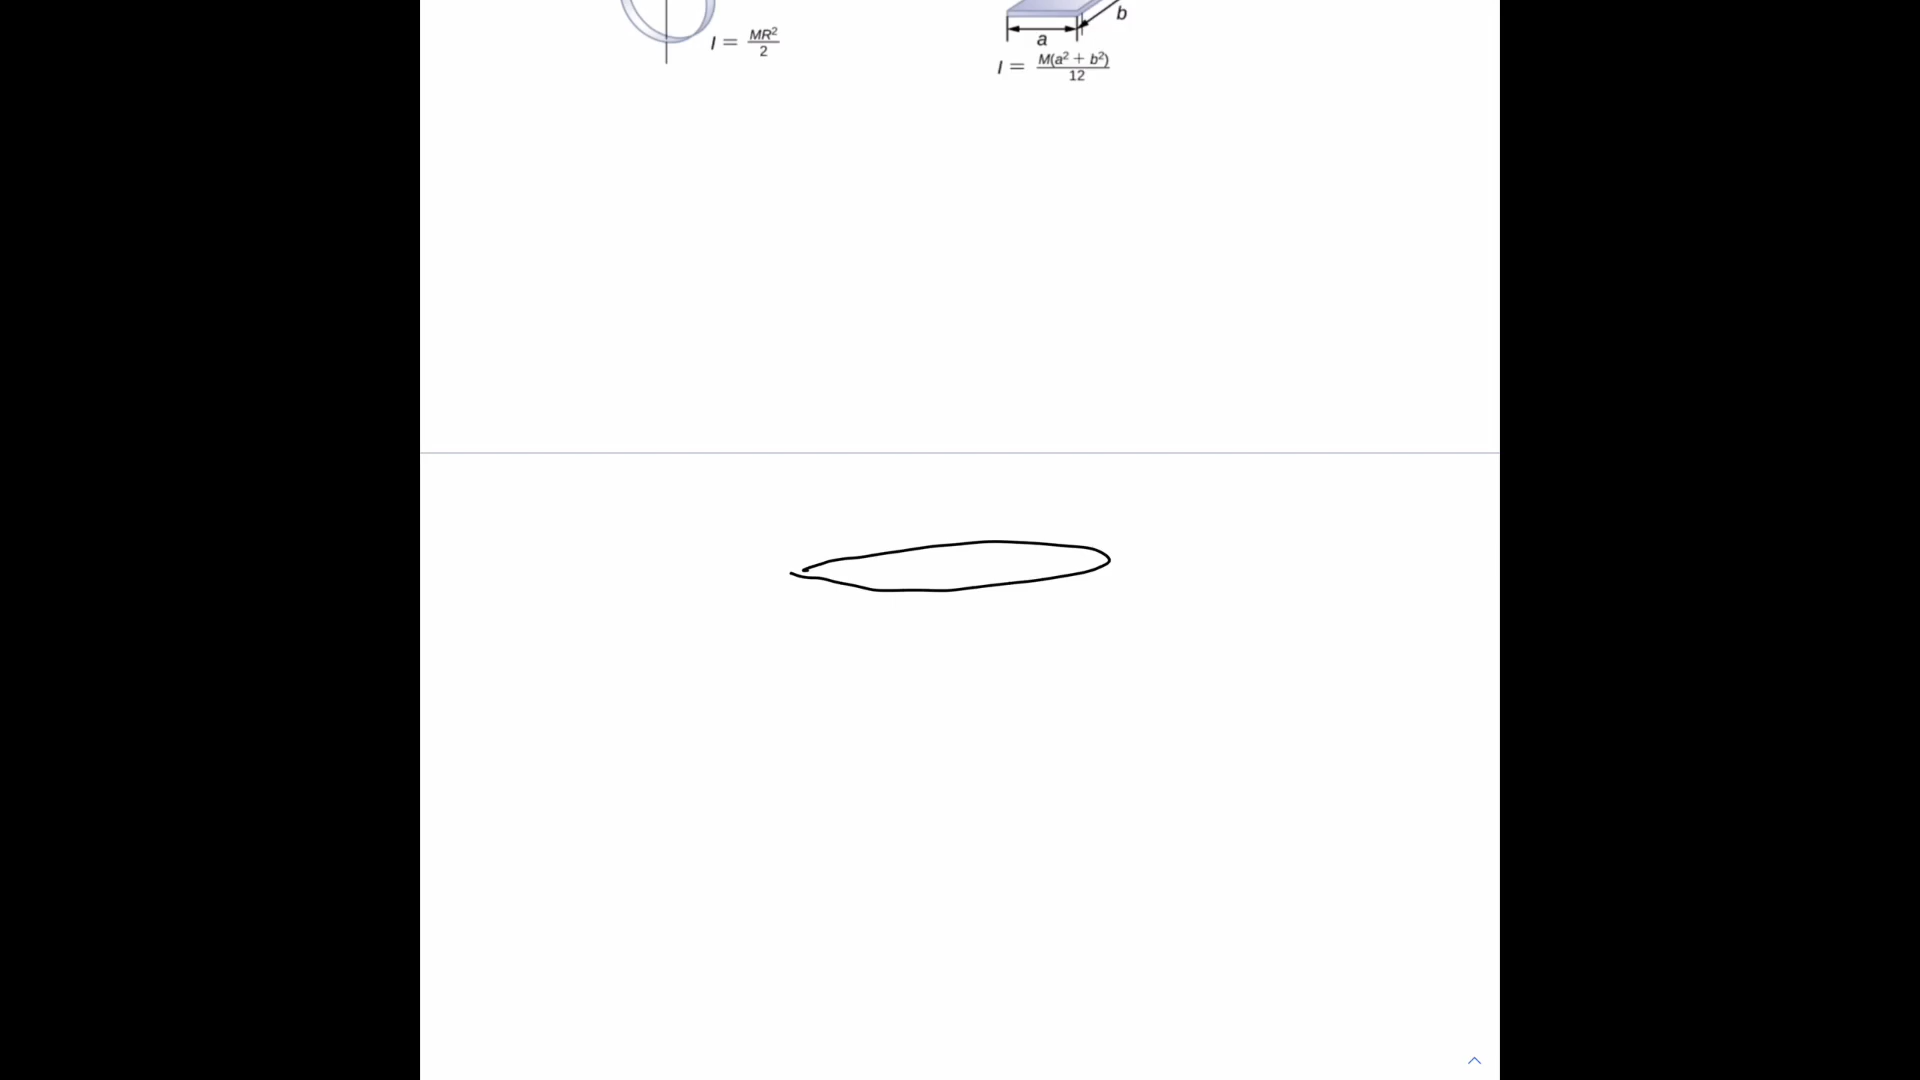 I = MR²/2
b
a
I = M(a² + b²)/12